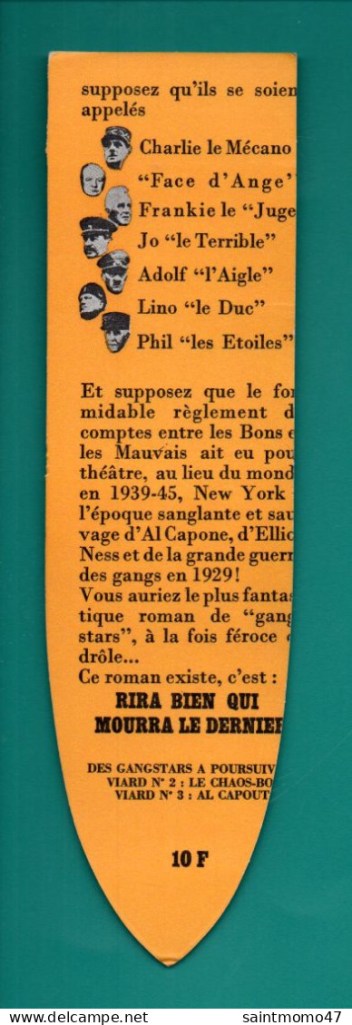 supposez qu'ils se soien
appelés
Charlie le Mécano
"Face d'Ange"
Frankie le "Juge
Jo "le Terrible"
Adolf "l'Aigle"
Lino "le Duc"
Phil "les Etoiles"
Et supposez que le for
midable règlement d
comptes entre les Bons e
les Mauvais ait eu pou
théâtre, au lieu du mond
en 1939-45, New York
l'époque sanglante et sau
vage d'Al Capone, d'Ellio
Ness et de la grande guerr
des gangs en 1929!
Vous auriez le plus fantas
tique roman de "gang
stars", à la fois féroce e
drôle...
Ce roman existe, c'est :
RIRA BIEN QUI
MOURRA LE DERNIER
DES GANGSTARS A POURSUIV
VIARD N° 2 : LE CHAOS-BO
VIARD N° 3 : AL CAPOUT
10 F
delcampe.net
saintmomo47